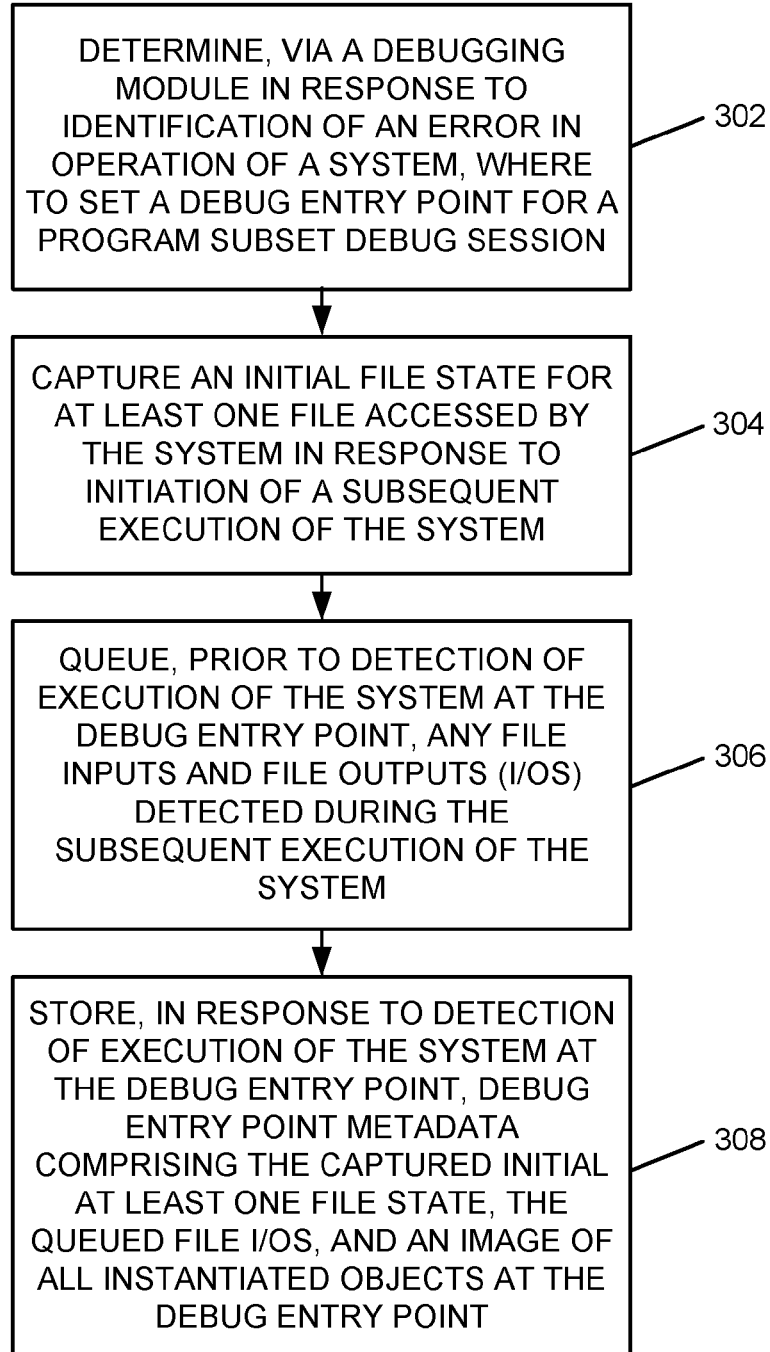 DETERMINE, VIA A DEBUGGING
MODULE IN RESPONSE TO
IDENTIFICATION OF AN ERROR IN
OPERATION OF A SYSTEM, WHERE
TO SET A DEBUG ENTRY POINT FOR A
PROGRAM SUBSET DEBUG SESSION
302
CAPTURE AN INITIAL FILE STATE FOR
AT LEAST ONE FILE ACCESSED BY
THE SYSTEM IN RESPONSE TO
INITIATION OF A SUBSEQUENT
EXECUTION OF THE SYSTEM
304
QUEUE, PRIOR TO DETECTION OF
EXECUTION OF THE SYSTEM AT THE
DEBUG ENTRY POINT, ANY FILE
INPUTS AND FILE OUTPUTS (I/OS)
DETECTED DURING THE
SUBSEQUENT EXECUTION OF THE
SYSTEM
306
STORE, IN RESPONSE TO DETECTION
OF EXECUTION OF THE SYSTEM AT
THE DEBUG ENTRY POINT, DEBUG
ENTRY POINT METADATA
COMPRISING THE CAPTURED INITIAL
AT LEAST ONE FILE STATE, THE
QUEUED FILE I/OS, AND AN IMAGE OF
ALL INSTANTIATED OBJECTS AT THE
DEBUG ENTRY POINT
308